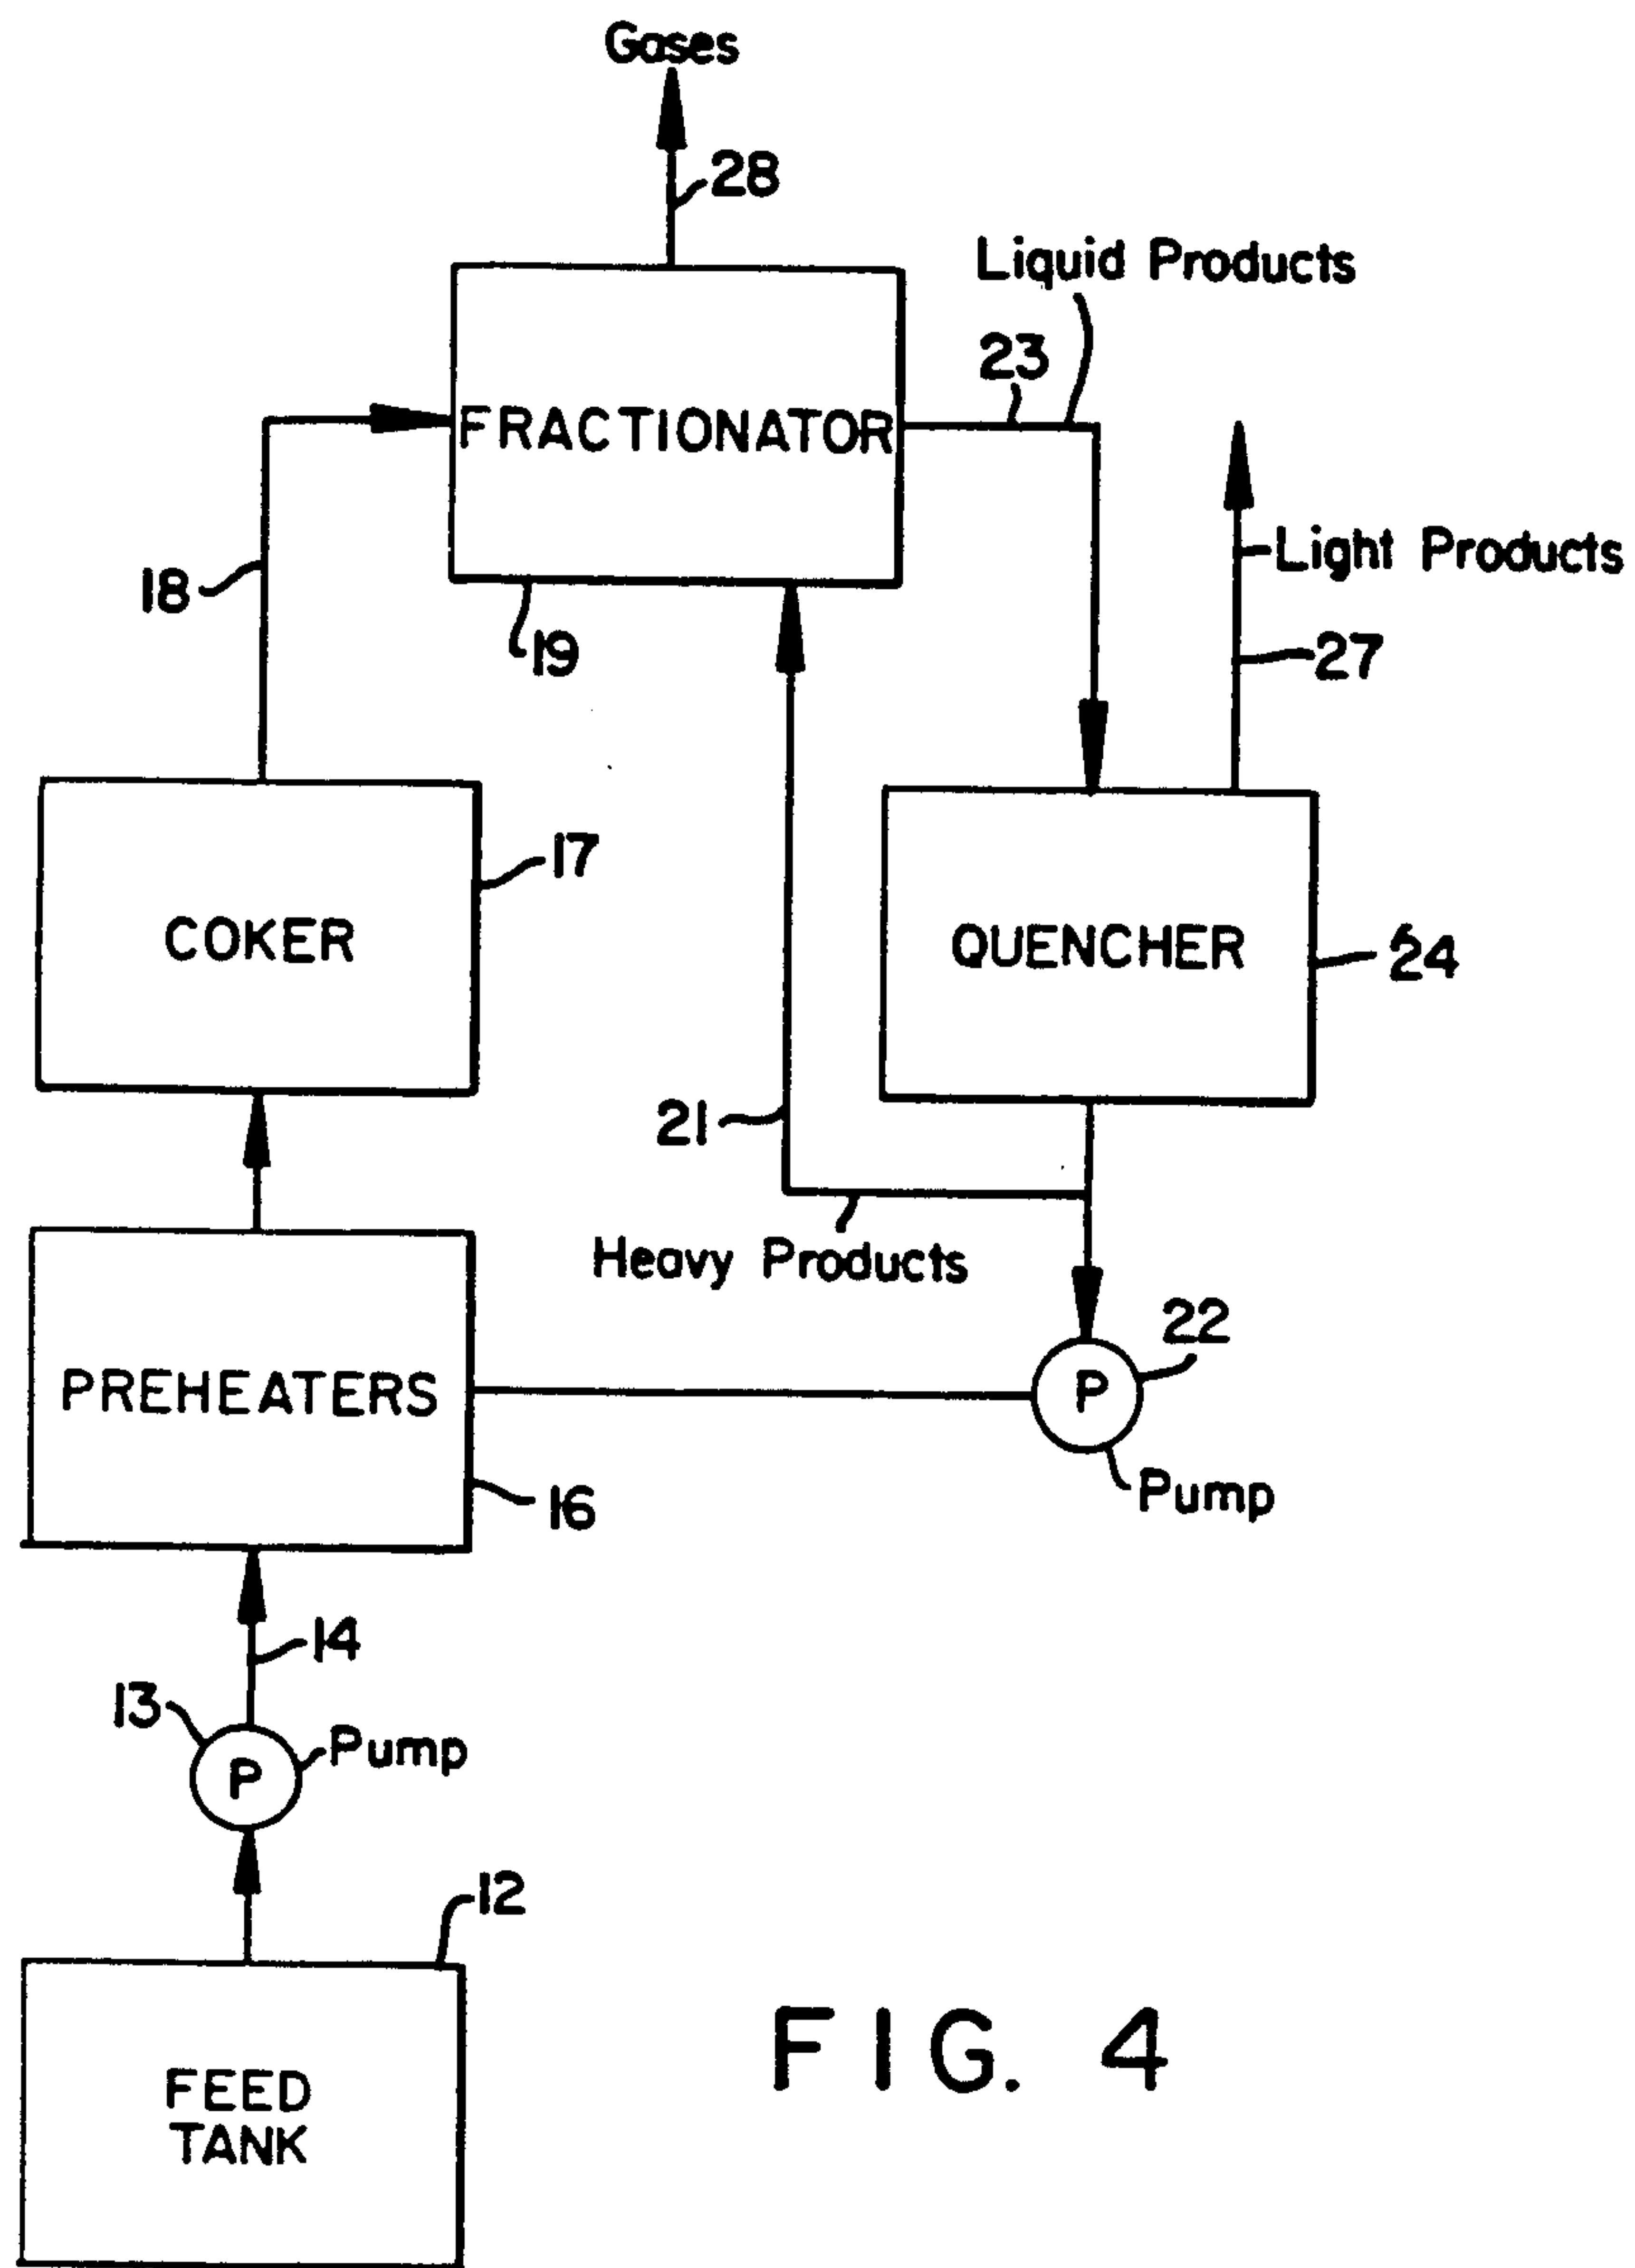 Gases
28
Liquid Products
23
FRACTIONATOR
Light Products
18
19
27
17
COKER
QUENCHER
24
21
Heavy Products
22
PREHEATERS
P
Pump
16
14
13
Pump
P
12
FEED
TANK
FIG. 4